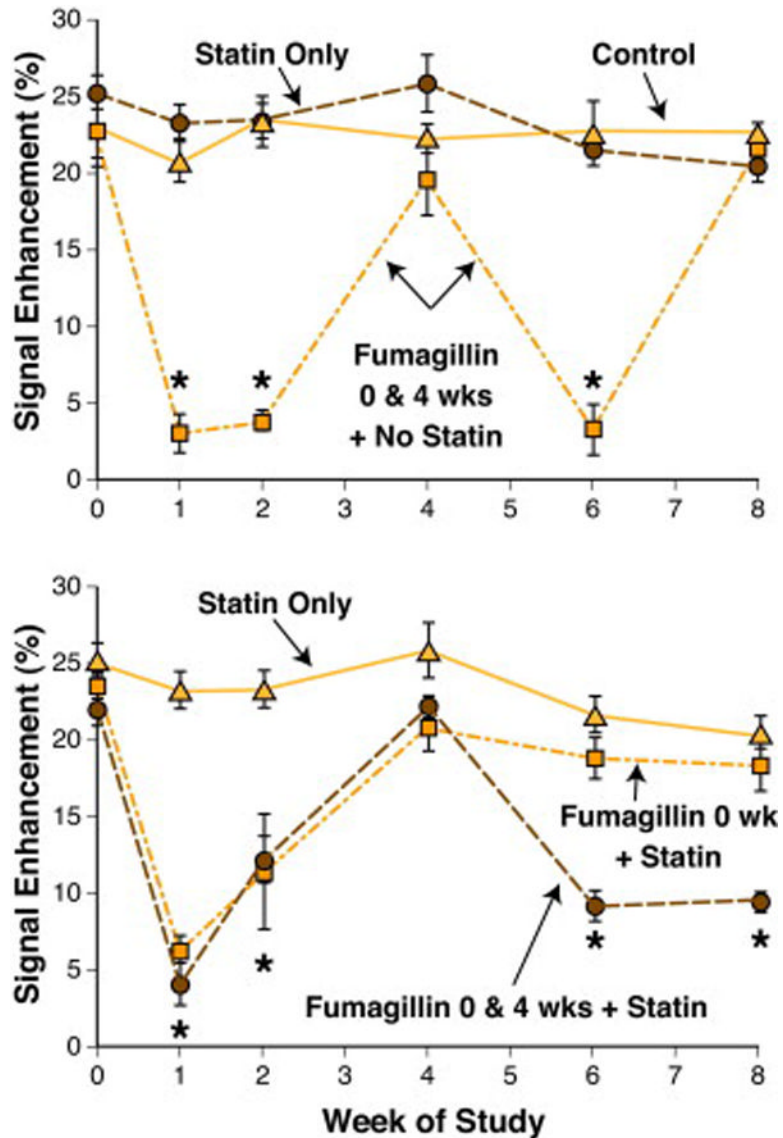 30
25
20
15
10
5
0
Signal Enhancement (%)
Statin Only
Control
Fumagillin
0 & 4 wks
+ No Statin
*
*
*
0 1 2 3 4 5 6 7 8
30
25
20
15
10
5
0
Signal Enhancement (%)
Statin Only
Fumagillin 0 wk
+ Statin
Fumagillin 0 & 4 wks + Statin
*
*
*
*
0 1 2 3 4 5 6 7 8
Week of Study